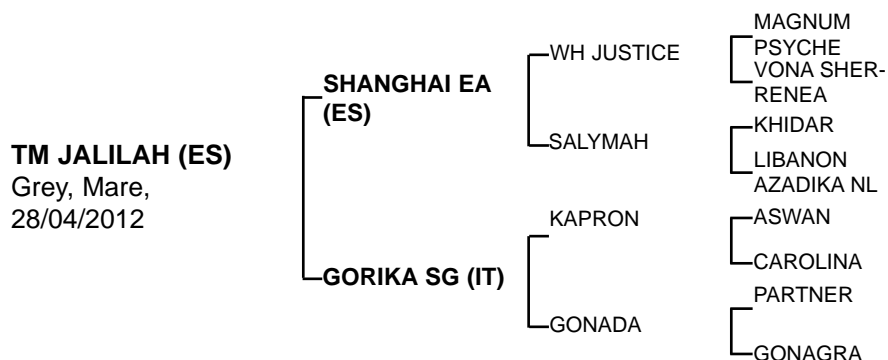 TM JALILAH (ES)
Grey, Mare,
28/04/2012
SHANGHAI EA
(ES)
GORIKA SG (IT)
WH JUSTICE
SALYMAH
KAPRON
GONADA
MAGNUM
PSYCHE
VONA SHER-
RENEA
KHIDAR
LIBANON
AZADIKA NL
ASWAN
CAROLINA
PARTNER
GONAGRA